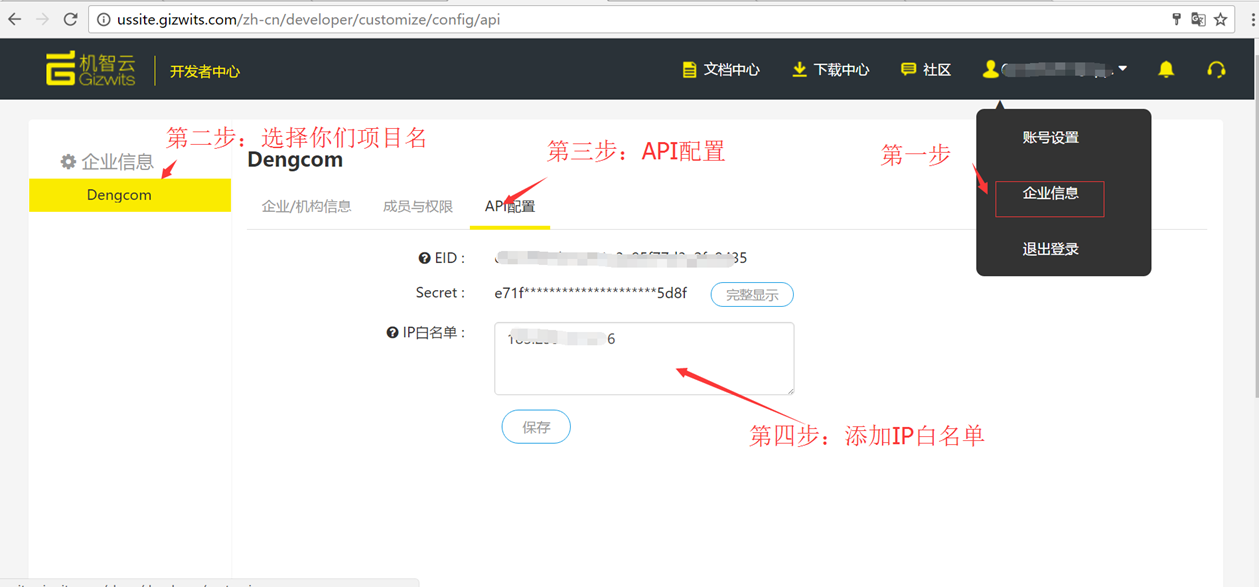 ussite.gizwits.com/zh-cn/developer/customize/config/api
机智云
Gizwits
开发者中心
文档中心
下载中心
社区
账号设置
企业信息
退出登录
第一步
第二步：选择你们项目名
企业信息
Dengcom
Dengcom
第三步：API配置
企业/机构信息
成员与权限
API配置
EID :
Secret :
e71f*********************5d8f
完整显示
IP白名单 :
保存
第四步：添加IP白名单